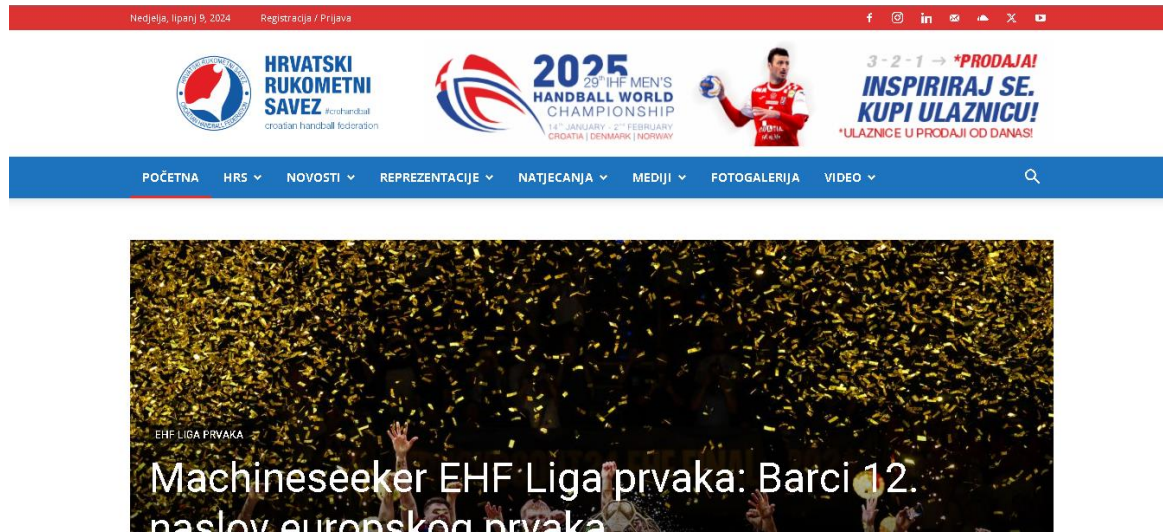 Nedjelja, lipanj 9, 2024 Registracija / Prijava
HRVATSKI
RUKOMETNI
SAVEZ #crohandball
croatian handball federation
CROATIAN HANDBALL FEDERATION
2025
29TH IHF MEN'S
HANDBALL WORLD
CHAMPIONSHIP
14TH JANUARY - 2ND FEBRUARY
CROATIA | DENMARK | NORWAY
3 - 2 - 1 → *PRODAJA!
INSPIRIRAJ SE.
KUPI ULAZNICU!
*ULAZNICE U PRODAJI OD DANAS!
POČETNA HRS NOVOSTI REPREZENTACIJE NATJECANJA MEDIJI FOTOGALERIJA VIDEO
EHF LIGA PRVAKA
Machineseeker EHF Liga prvaka: Barci 12.
naslov europskog prvaka